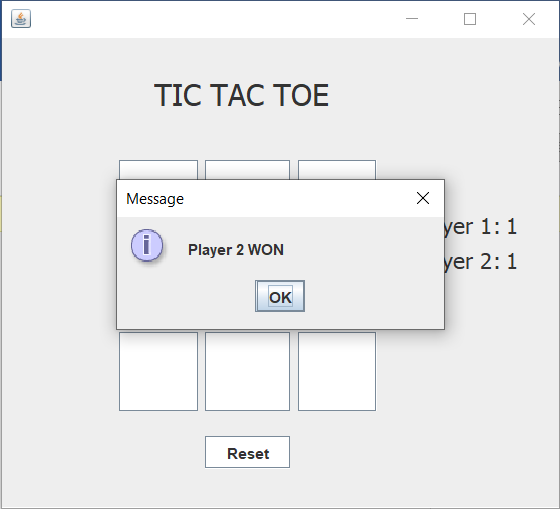 TIC TAC TOE
Message
yer 1: 1
Player 2 WON
yer 2: 1
OK
Reset